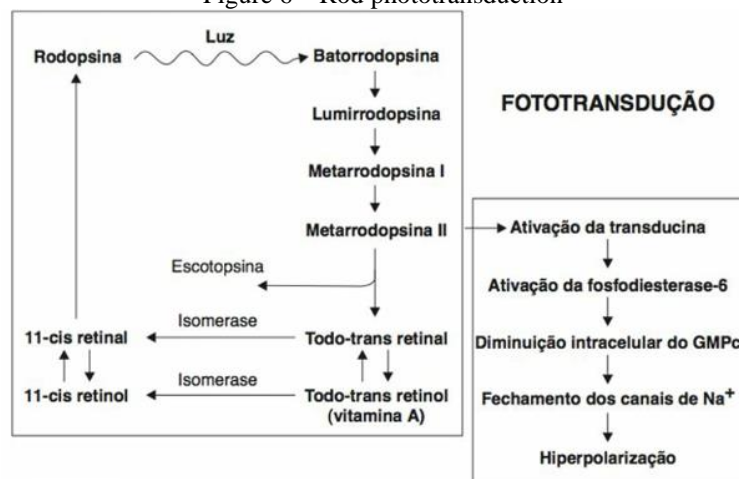 Figure 6 – Rod phototransduction
Luz
Rodopsina
Batorrodopsina
Lumirrodopsina
Metarrodopsina I
Metarrodopsina II
Escotopsina
Isomerase
11-cis retinal
Todo-trans retinal
Isomerase
11-cis retinol
Todo-trans retinol
(vitamina A)
FOTOTRANSDUÇÃO
Ativação da transducina
Ativação da fosfodiesterase-6
Diminuição intracelular do GMPc
Fechamento dos canais de Na⁺
Hiperpolarização